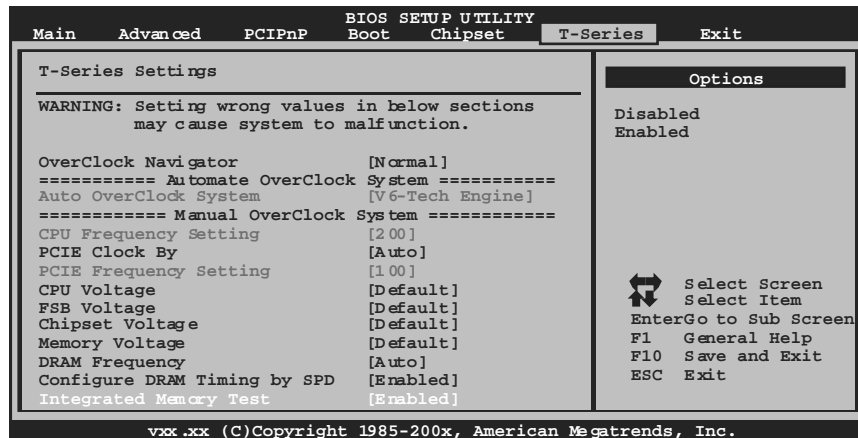 BIOS SETUP UTILITY
Main Advanced PCIPnP Boot Chipset T-Series Exit
T-Series Settings
WARNING: Setting wrong values in below sections
may cause system to malfunction.
OverClock Navigator [Normal]
=========== Automate OverClock System ===========
Auto OverClock System [V6-Tech Engine]
============ Manual OverClock System ============
CPU Frequency Setting [200]
PCIE Clock By [Auto]
PCIE Frequency Setting [100]
CPU Voltage [Default]
FSB Voltage [Default]
Chipset Voltage [Default]
Memory Voltage [Default]
DRAM Frequency [Auto]
Configure DRAM Timing by SPD [Enabled]
Integrated Memory Test [Enabled]
Options
Disabled
Enabled
Select Screen
Select Item
EnterGo to Sub Screen
F1 General Help
F10 Save and Exit
ESC Exit
vxx.xx (C)Copyright 1985-200x, American Megatrends, Inc.